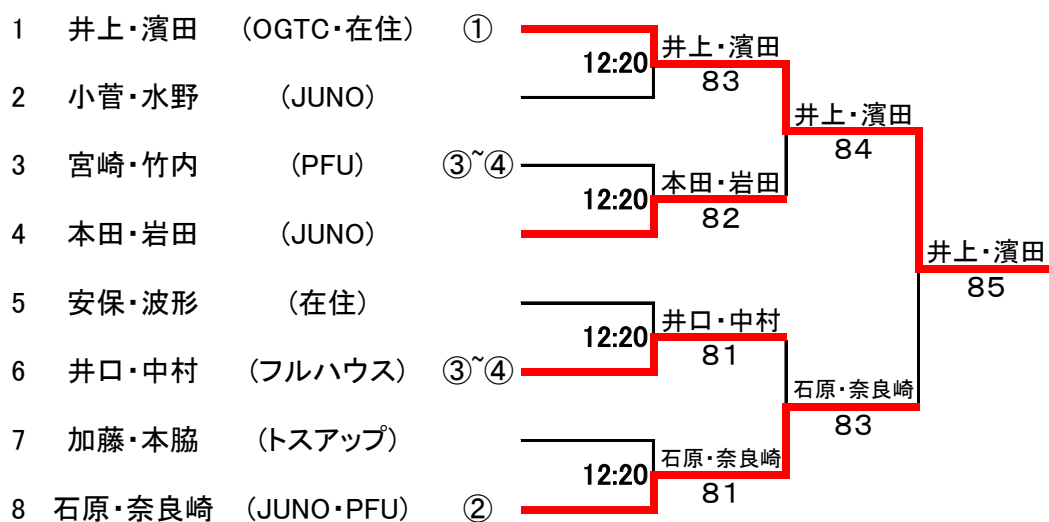 1 井上・濱田 (OGTC・在住) ①
12:20
井上・濱田
83
2 小菅・水野 (JUNO)
井上・濱田
84
3 宮崎・竹内 (PFU) ③~④
12:20
本田・岩田
82
4 本田・岩田 (JUNO)
井上・濱田
85
5 安保・波形 (在住)
12:20
井口・中村
81
6 井口・中村 (フルハウス) ③~④
石原・奈良崎
83
7 加藤・本脇 (トスアップ)
12:20
石原・奈良崎
81
8 石原・奈良崎 (JUNO・PFU) ②